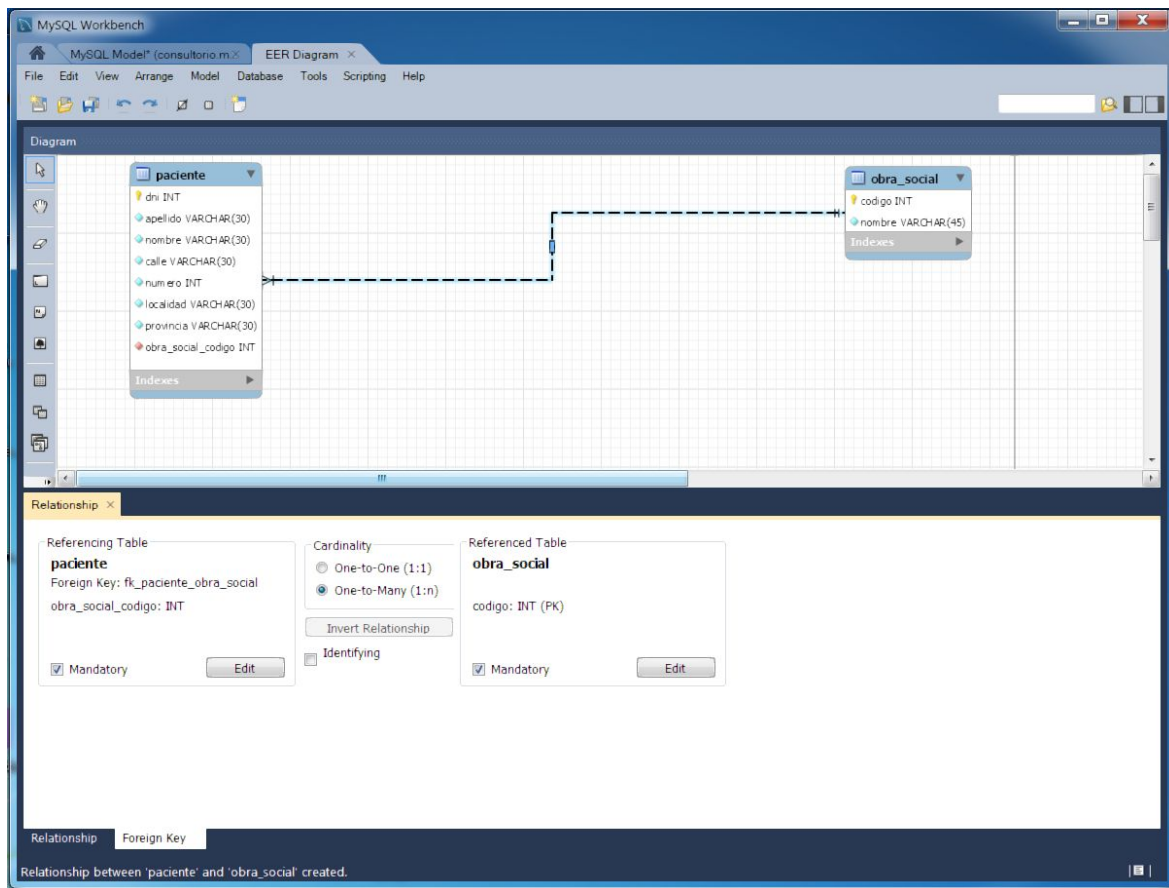 MySQL Workbench
MySQL Model* (consultorio.m
EER Diagram
File Edit View Arrange Model Database Tools Scripting Help
Diagram
paciente
dni INT
apellido VARCHAR(30)
nombre VARCHAR(30)
calle VARCHAR(30)
numero INT
localidad VARCHAR(30)
provincia VARCHAR(30)
obra_social_codigo INT
Indexes
obra_social
codigo INT
nombre VARCHAR(45)
Indexes
Relationship
Referencing Table
paciente
Foreign Key: fk_paciente_obra_social
obra_social_codigo: INT
Mandatory
Edit
Cardinality
One-to-One (1:1)
One-to-Many (1:n)
Invert Relationship
Identifying
Referenced Table
obra_social
codigo: INT (PK)
Mandatory
Edit
Relationship Foreign Key
Relationship between 'paciente' and 'obra_social' created.